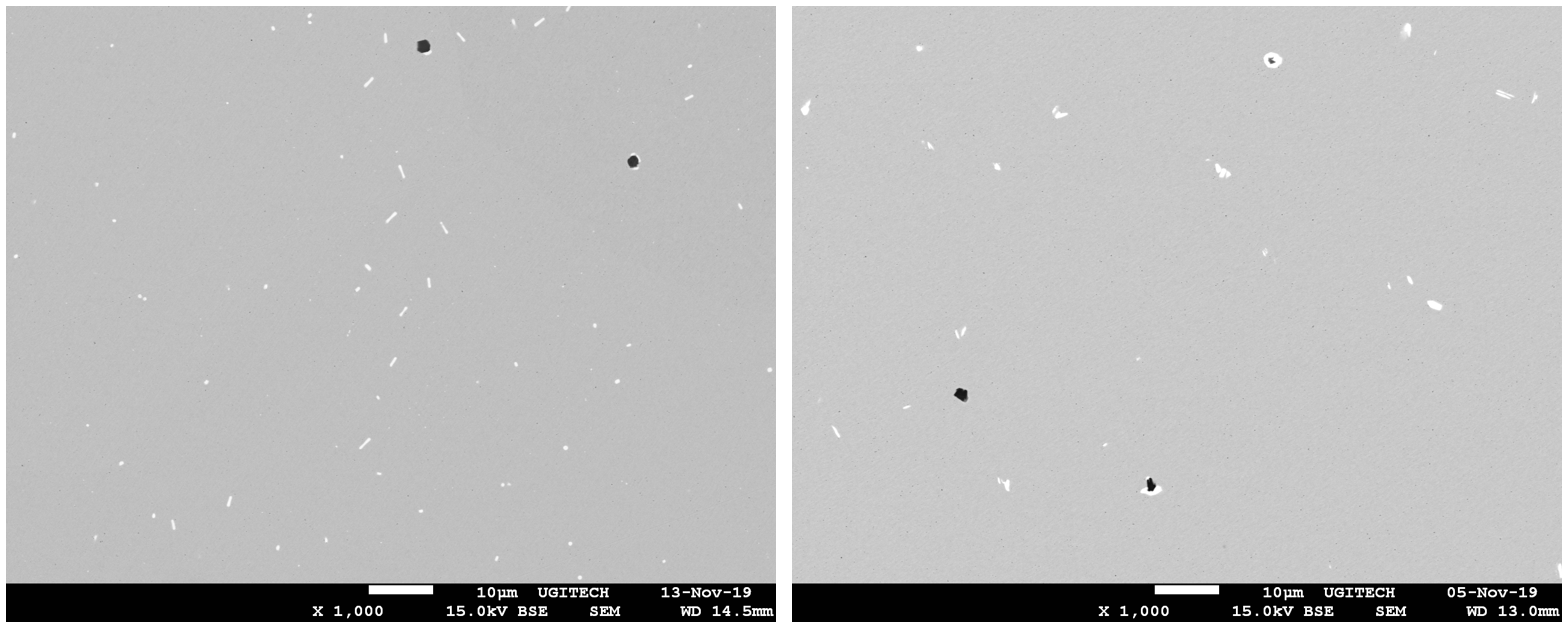 10µm UGITECH 13-Nov-19
X 1,000 15.0kV BSE SEM WD 14.5mm
10µm UGITECH 05-Nov-19
X 1,000 15.0kV BSE SEM WD 13.0mm